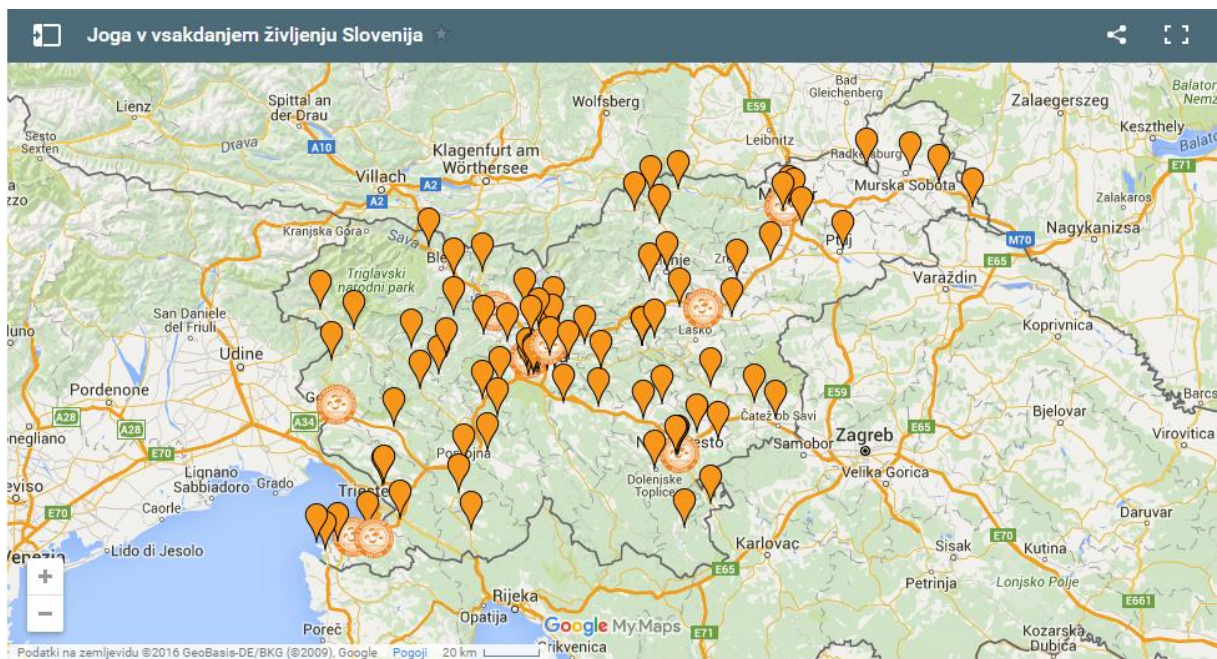 Joga v vsakdanjem življenju Slovenija
Bad
Gleichenberg
Balaton-
Lienz
Spittal an
der Drau
Wolfsberg
E59
Zalaegerszeg
Leibnitz
Keszthely
Sesto
Sexten
Drava
A10
Klagenfurt am
Wörthersee
E71
Villach
A2
Murska Sobota
Zalakaros
A2
Kranjska Gora
Sava
Nagykanizsa
M70
Triglavski
narodni park
E65
Varaždin
San Daniele
del Friuli
Koprivnica
Laško
Udine
E59
Pordenone
A28
A28
A34
Čatež ob Savi
Bjelovar
Zagreb
E65
Virovitica
Samobor
E70
Postojna
Velika Gorica
Lignano
Sabbiadoro
Grado
Dolenjske
Toplice
Trieste
E70
Caorle
Daruvar
Lido di Jesolo
Karlovac
E70
Sisak
Kutina
E65
Petrinja
Lonjsko Polje
Rijeka
Opatija
E661
Poreč
Google My Maps
E71
Kozarska
Dubica
Podatki na zemljevidu ©2016 GeoBasis-DE/BKG (©2009), Google
Pogoji
20 km